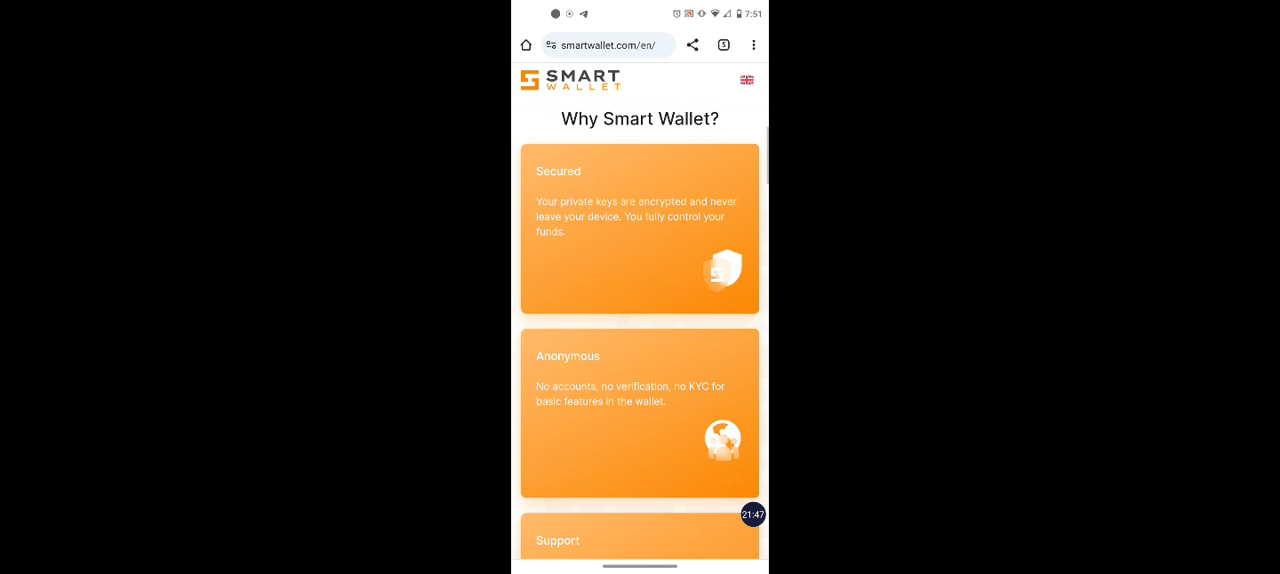 7:51
smartwallet.com/en/
5
SMART
WALLET
Why Smart Wallet?
Secured
Your private keys are encrypted and never
leave your device. You fully control your
funds.
Anonymous
No accounts, no verification, no KYC for
basic features in the wallet.
21:47
Support